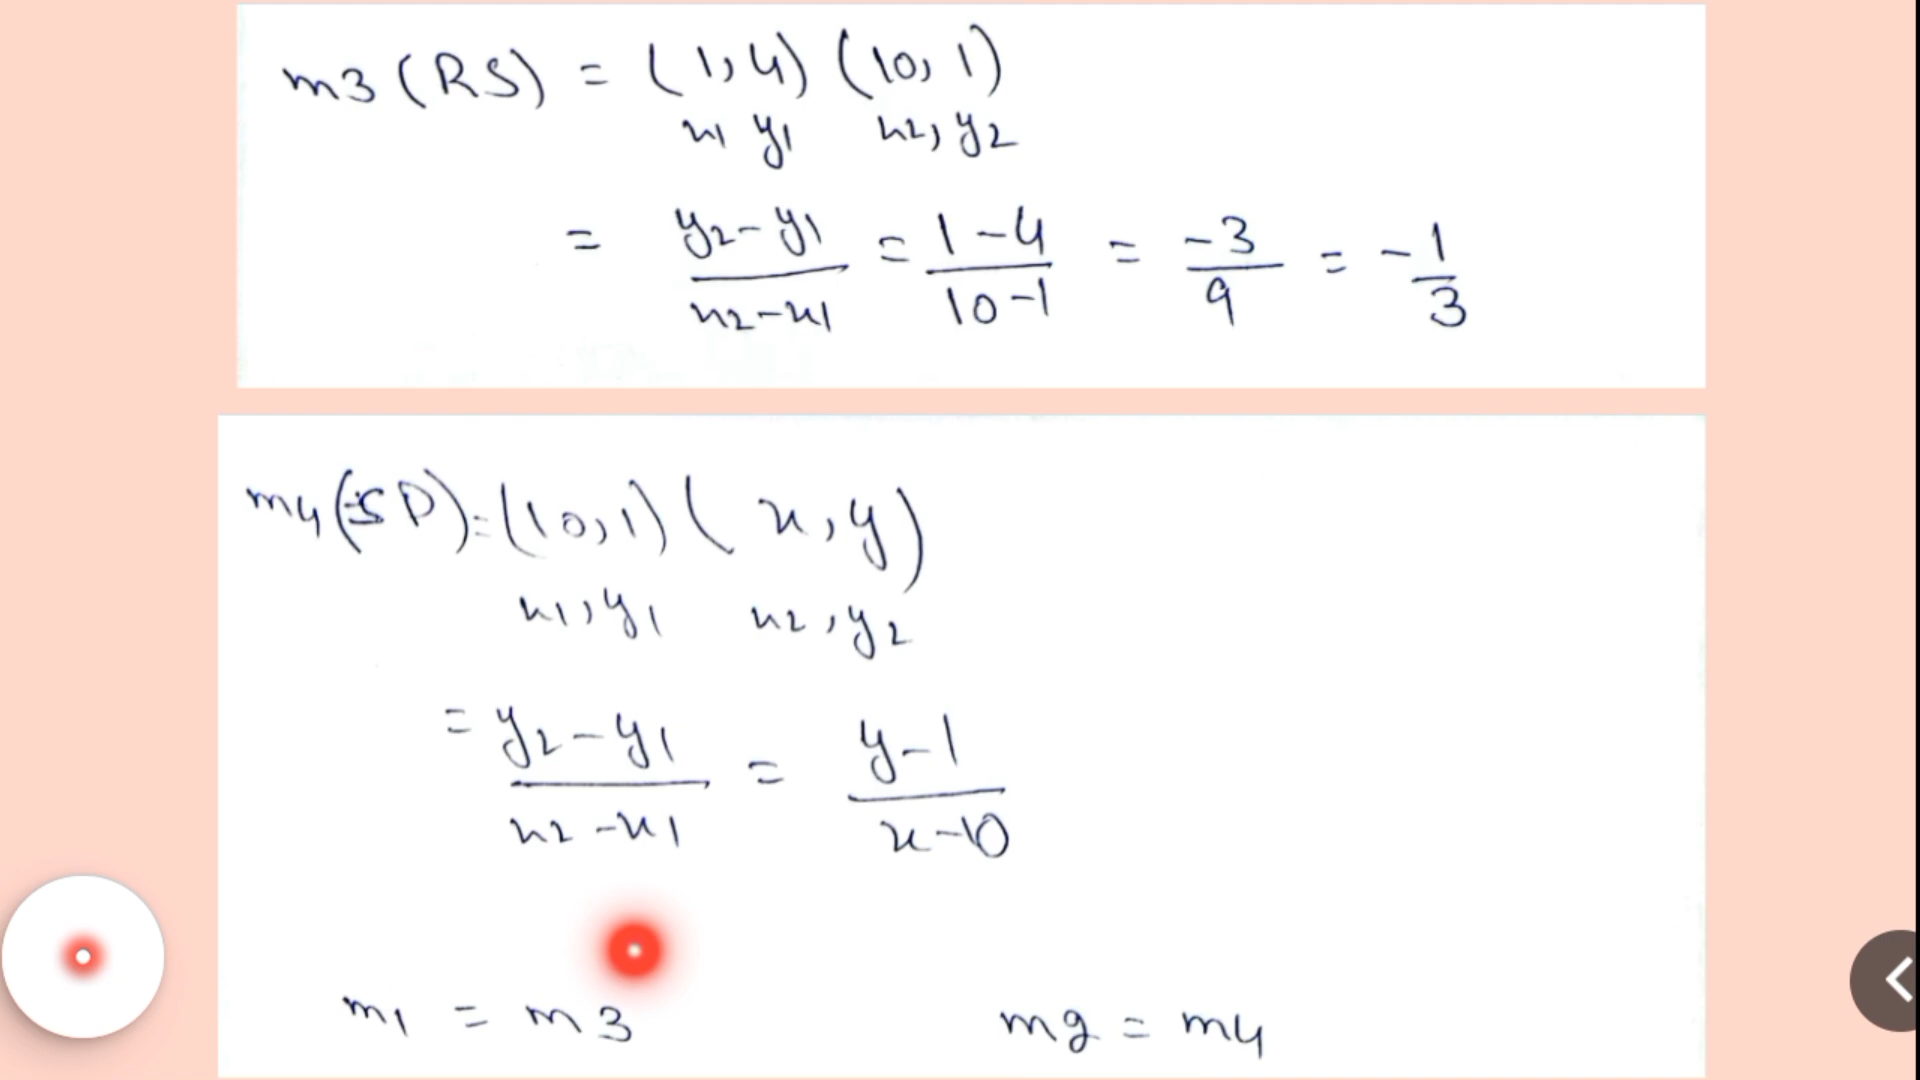 m3 (RS) = (1,4) (10,1)
x1 y1 x2, y2
= y2-y1/x2-x1 = 1-4/10-1 = -3/9 = -1/3
m4 (SP) = (10,1) (x,y)
x1, y1 x2, y2
= y2-y1/x2-x1 = y-1/x-10
m1 = m3 m2 = m4